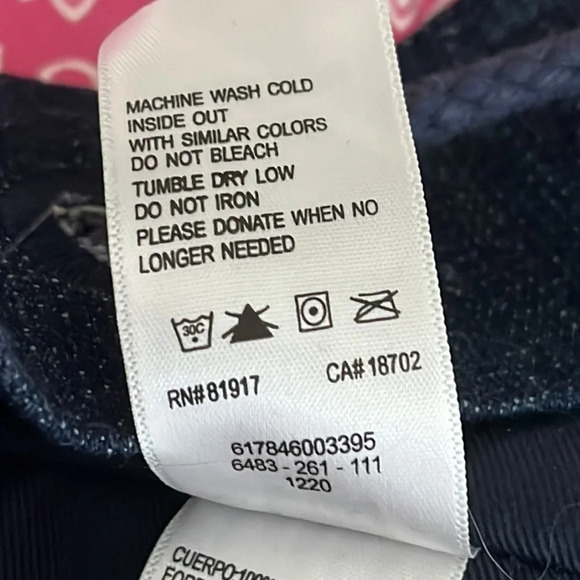 MACHINE WASH COLD
INSIDE OUT
WITH SIMILAR COLORS
DO NOT BLEACH
TUMBLE DRY LOW
DO NOT IRON
PLEASE DONATE WHEN NO
LONGER NEEDED
30C
RN#81917 CA#18702
617846003395
6483-261-111
1220
CUERPO